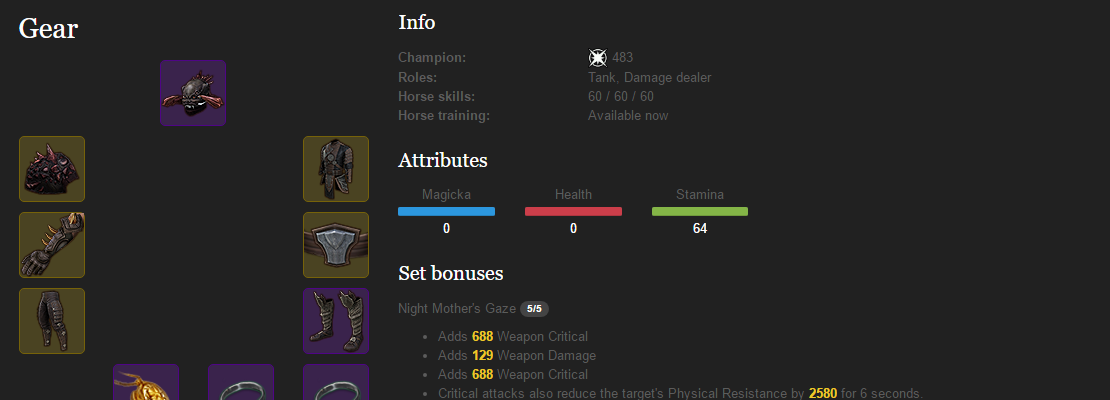 Gear
Info
Champion: 483
Roles: Tank, Damage dealer
Horse skills: 60 / 60 / 60
Horse training: Available now
Attributes
Magicka Health Stamina
0 0 64
Set bonuses
Night Mother's Gaze 5/5
Adds 688 Weapon Critical
Adds 129 Weapon Damage
Adds 688 Weapon Critical
Critical attacks also reduce the target's Physical Resistance by 2580 for 6 seconds.